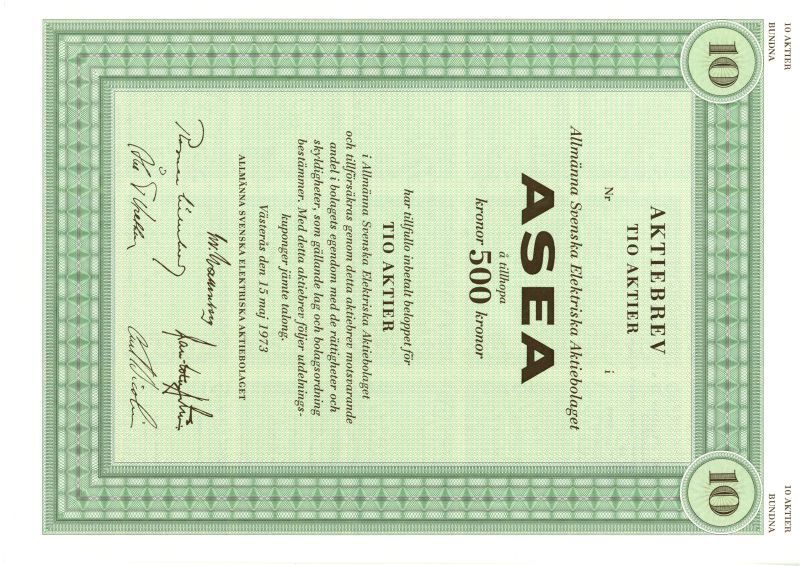 10 AKTIER
BUNDNA
10 AKTIER
BUNDNA
10
10
AKTIEBREV
TIO AKTIER
Nr i
Allmänna Svenska Elektriska Aktiebolaget
ASEA
å tillhopa
kronor 500 kronor
har tillfullo inbetalt beloppet för
TIO AKTIER
i Allmänna Svenska Elektriska Aktiebolaget
och tillförsäkras genom detta aktiebrev motsvarande
andel i bolagets egendom med de rättigheter och
skyldigheter, som gällande lag och bolagsordning
bestämmer. Med detta aktiebrev följer utdelnings-
kuponger jämte talong.
Västerås den 15 maj 1973
ALLMÄNNA SVENSKA ELEKTRISKA AKTIEBOLAGET